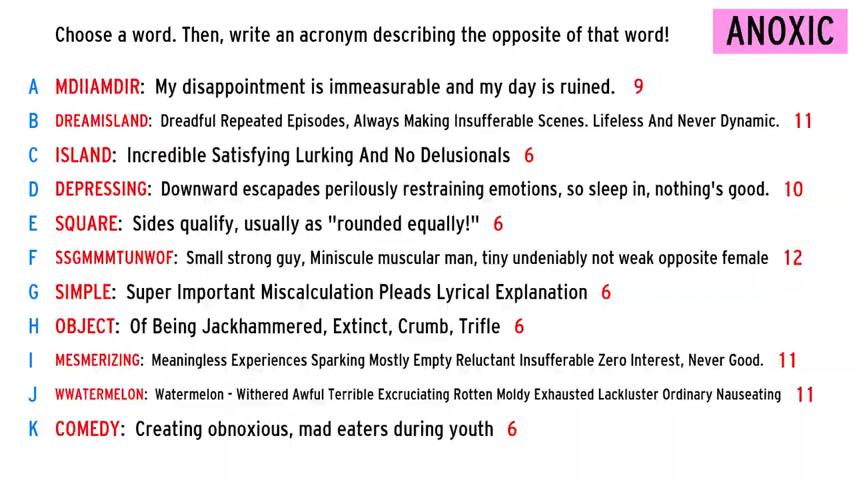 Choose a word. Then, write an acronym describing the opposite of that word!
ANOXIC
A MDIIAMDIR: My disappointment is immeasurable and my day is ruined. 9
B DREAMISLAND: Dreadful Repeated Episodes, Always Making Insufferable Scenes. Lifeless And Never Dynamic. 11
C ISLAND: Incredible Satisfying Lurking And No Delusionals 6
D DEPRESSING: Downward escapades perilously restraining emotions, so sleep in, nothing's good. 10
E SQUARE: Sides qualify, usually as "rounded equally!" 6
F SSGMMMTUNWOF: Small strong guy, Miniscule muscular man, tiny undeniably not weak opposite female 12
G SIMPLE: Super Important Miscalculation Pleads Lyrical Explanation 6
H OBJECT: Of Being Jackhammered, Extinct, Crumb, Trifle 6
I MESMERIZING: Meaningless Experiences Sparking Mostly Empty Reluctant Insufferable Zero Interest, Never Good. 11
J WWATERMELON: Watermelon - Withered Awful Terrible Excruciating Rotten Moldy Exhausted Lackluster Ordinary Nauseating 11
K COMEDY: Creating obnoxious, mad eaters during youth 6